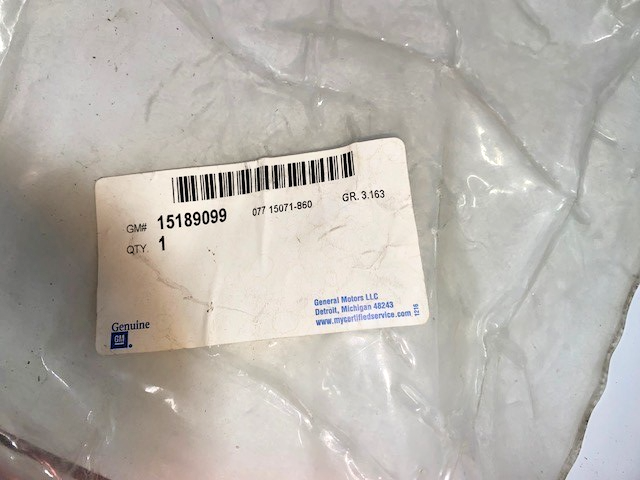 GM# 15189099 077 15071-860 GR. 3.163
QTY. 1
General Motors LLC
Detroit, Michigan 48243
www.mycertifiedservice.com
1216
Genuine
GM